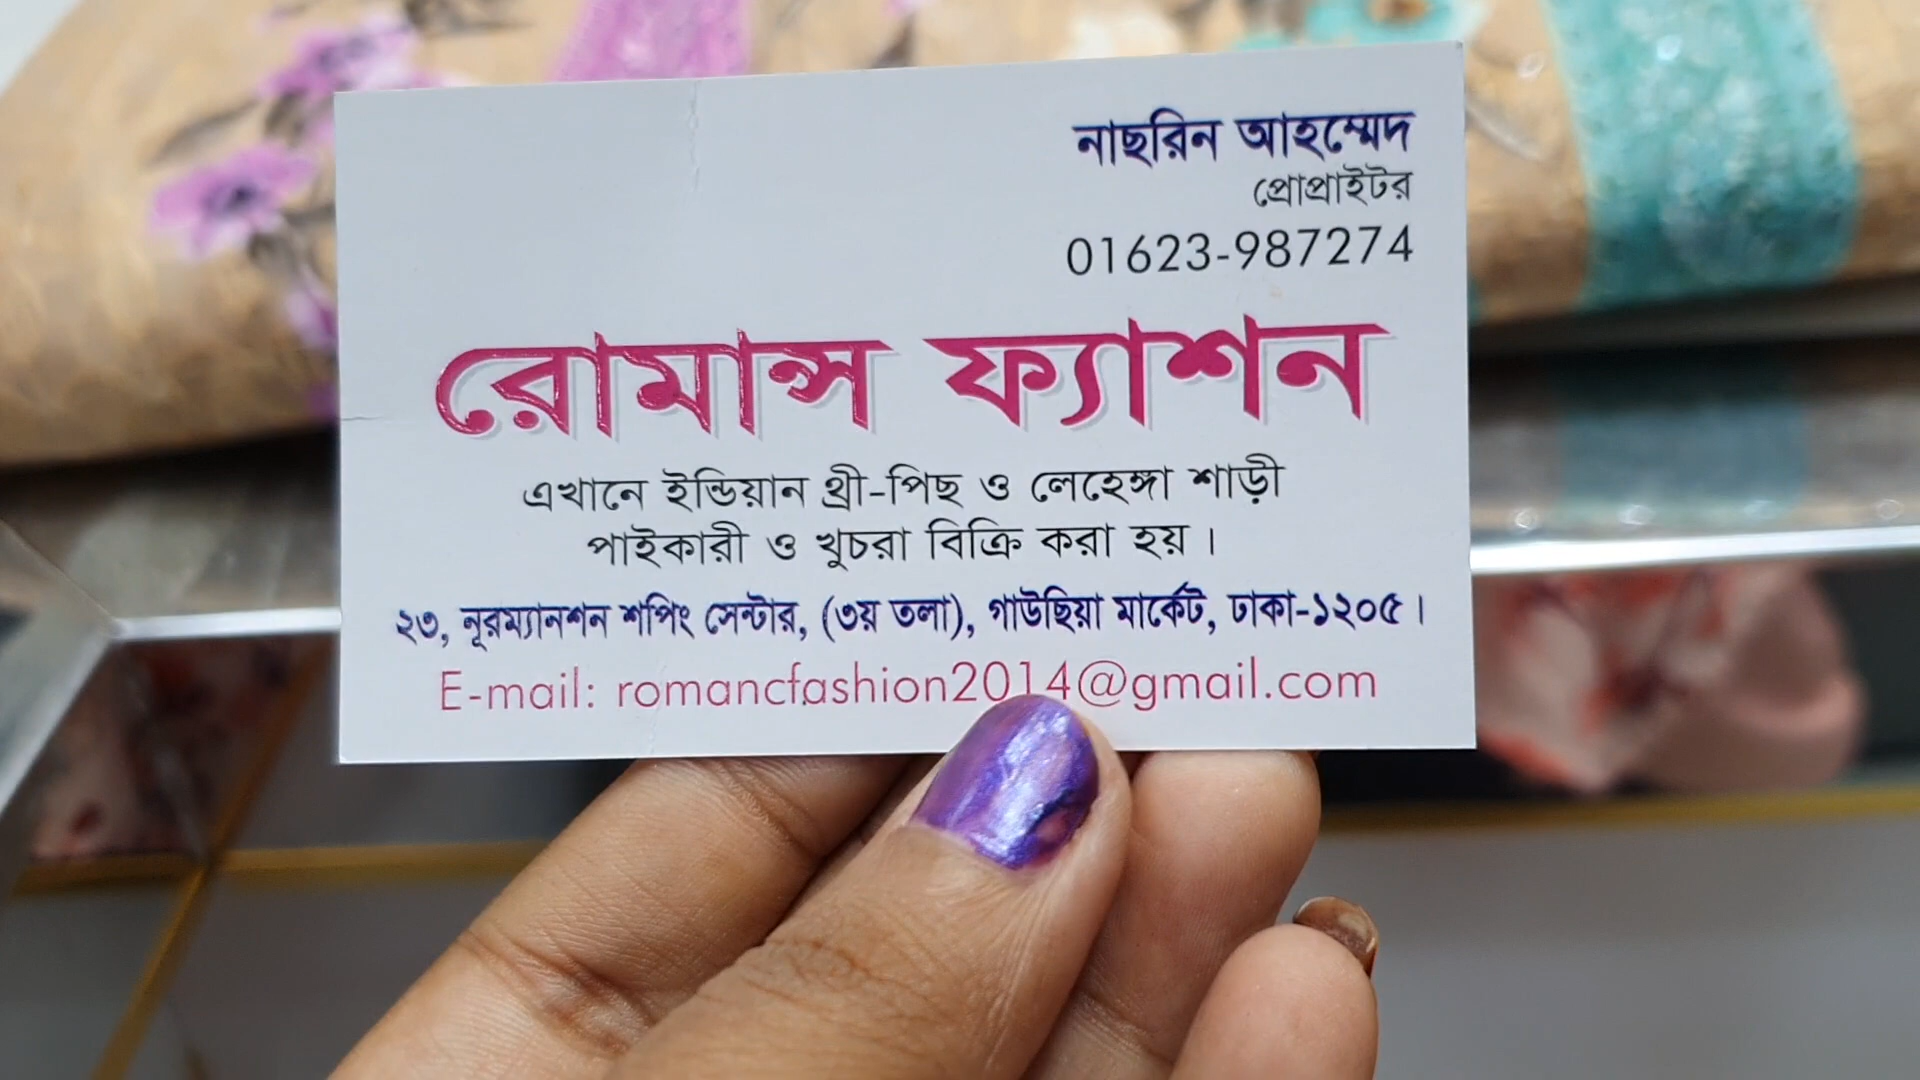 নাছরিন আহম্মেদ
প্রোপ্রাইটর
01623-987274
রোমান্স ফ্যাশন
এখানে ইন্ডিয়ান থ্রী-পিছ ও লেহেঙ্গা শাড়ী
পাইকারী ও খুচরা বিক্রি করা হয়।
২৩, নূরম্যানশন শপিং সেন্টার, (৩য় তলা), গাউছিয়া মার্কেট, ঢাকা-১২০৫।
E-mail: romancfashion2014@gmail.com